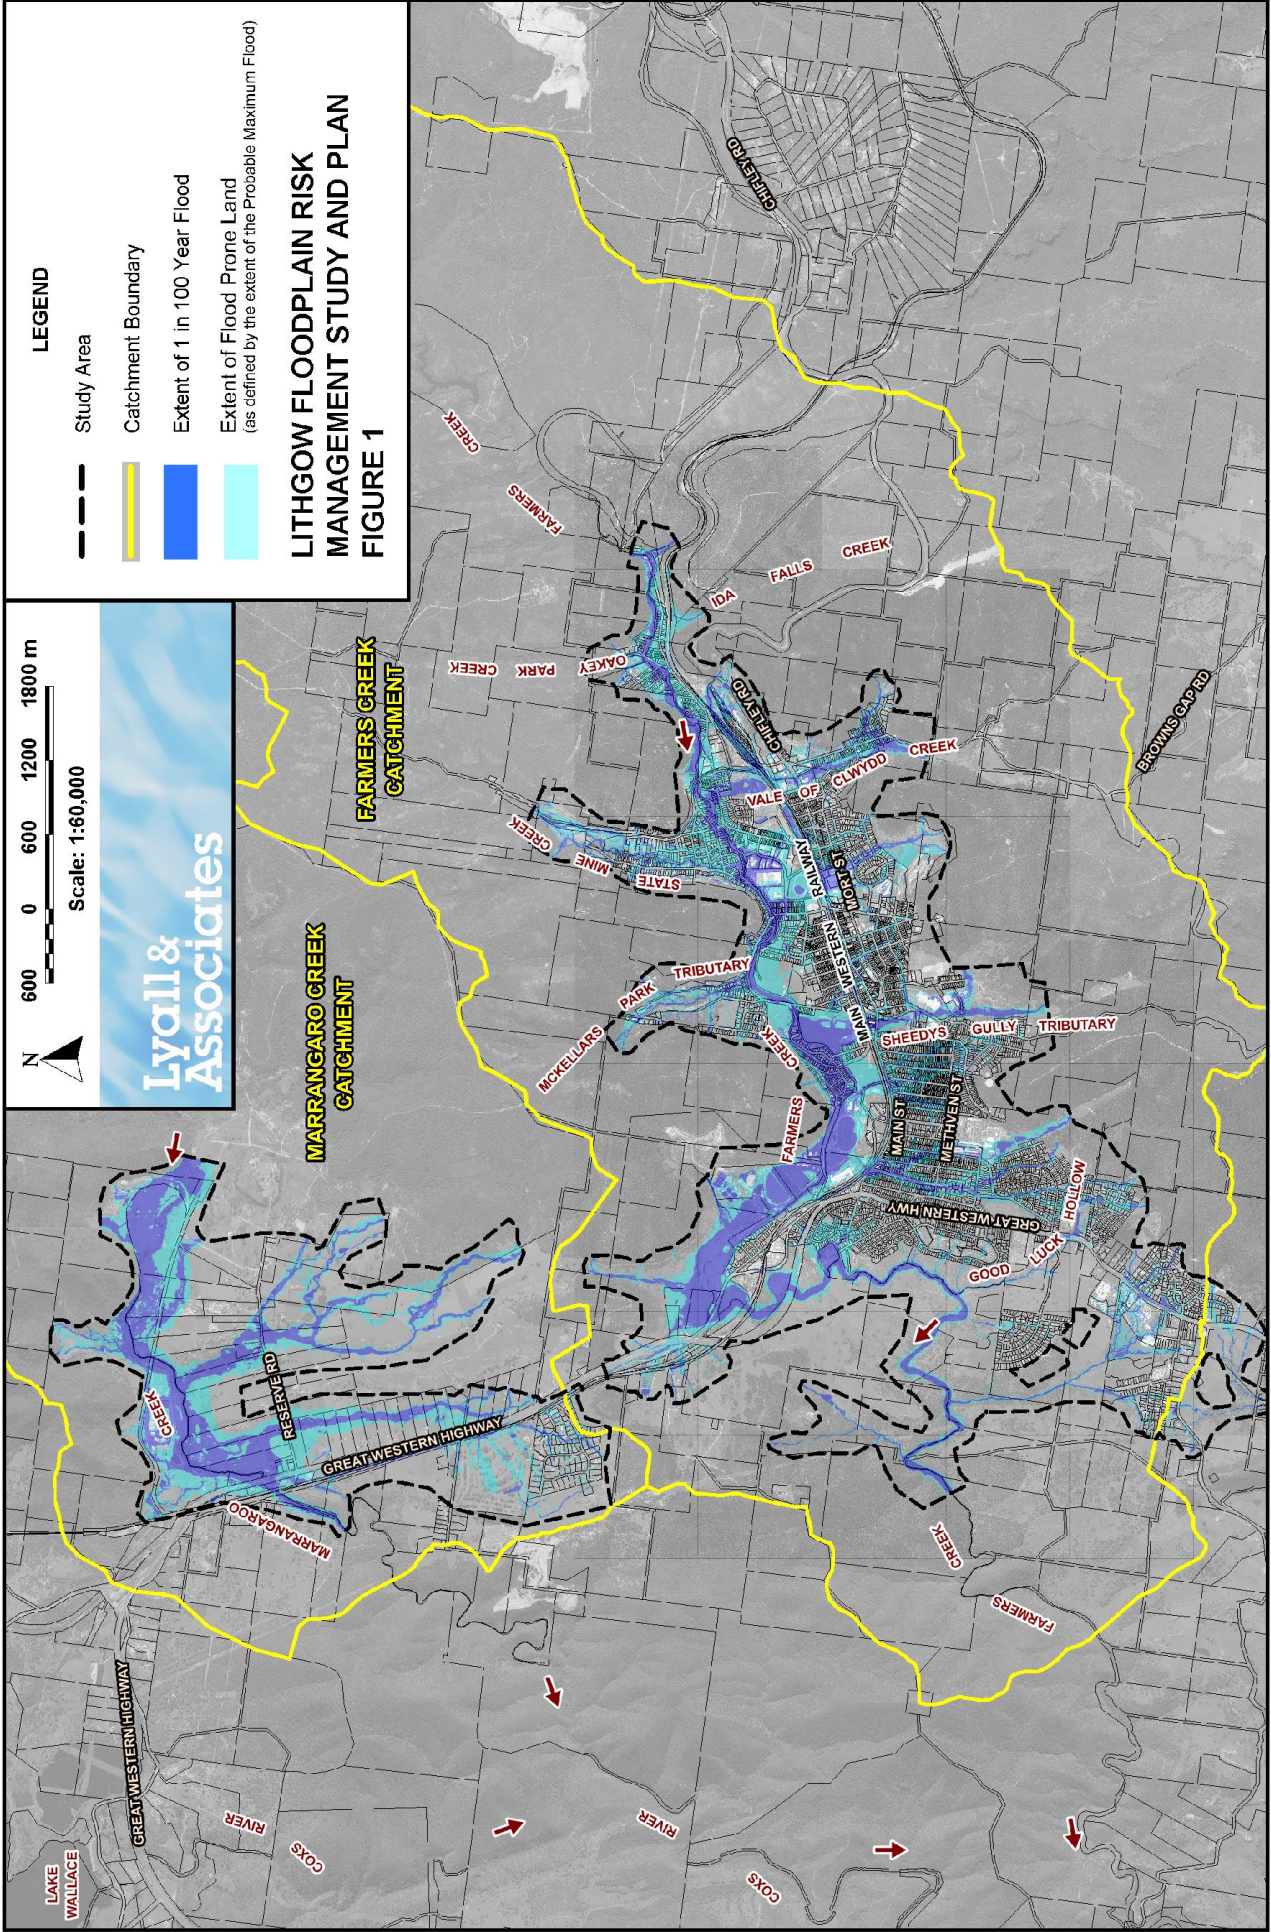 LEGEND
Study Area
Catchment Boundary
Extent of 1 in 100 Year Flood
Extent of Flood Prone Land
(as defined by the extent of the Probable Maximum Flood)
LITHGOW FLOODPLAIN RISK
MANAGEMENT STUDY AND PLAN
FIGURE 1
N
600 0 600 1200 1800 m
Scale: 1:60,000
Lyall &
Associates
LAKE
WALLACE
GREAT WESTERN HIGHWAY
COXS
RIVER
MARRANGAROO
CREEK
RESERVE RD
GREAT WESTERN HIGHWAY
MARRANGARO CREEK
CATCHMENT
FARMERS CREEK
CATCHMENT
FARMERS
CREEK
OAKEY
PARK
CREEK
STATE
MINE
CREEK
MCKELLARS
PARK
TRIBUTARY
IDA
FALLS
CREEK
CHIFLEY RD
CHIFLEY RD
VALE
OF
CLWYDD
CREEK
MAIN
WESTERN
RAILWAY
MORT ST
FARMERS
CREEK
SHEEDYS
GULLY
TRIBUTARY
MAIN ST
METHVEN ST
GREAT WESTERN HWY
GOOD
LUCK
HOLLOW
BROWNS GAP RD
COXS
RIVER
FARMERS
CREEK